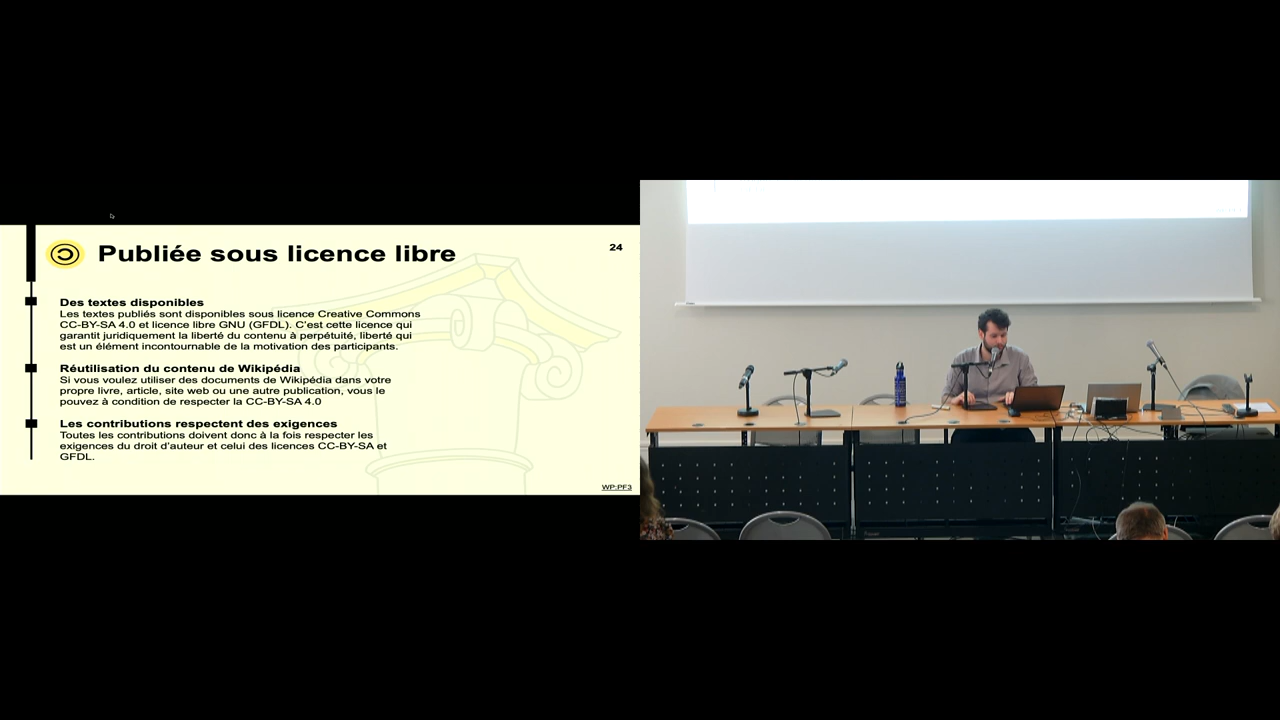 Publiée sous licence libre
24
Des textes disponibles
Les textes publiés sont disponibles sous licence Creative Commons
CC-BY-SA 4.0 et licence libre GNU (GFDL). C'est cette licence qui
garantit juridiquement la liberté du contenu à perpétuité, liberté qui
est un élément incontournable de la motivation des participants.
Réutilisation du contenu de Wikipédia
Si vous voulez utiliser des documents de Wikipédia dans votre
propre livre, article, site web ou une autre publication, vous le
pouvez à condition de respecter la CC-BY-SA 4.0
Les contributions respectent des exigences
Toutes les contributions doivent donc à la fois respecter les
exigences du droit d'auteur et celui des licences CC-BY-SA et
GFDL.
WP:PF3